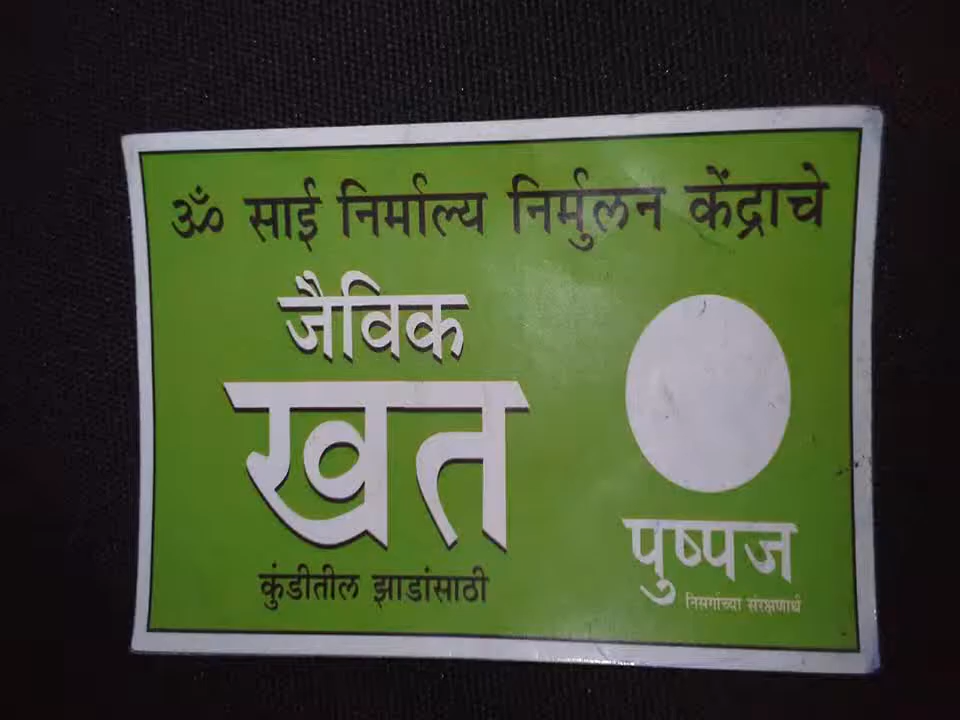 ॐ साई निर्माल्य निर्मुलन केंद्राचे
जैविक
खत
कुंडीतील झाडांसाठी
पुष्पज
निसर्गाच्या संरक्षणार्थ